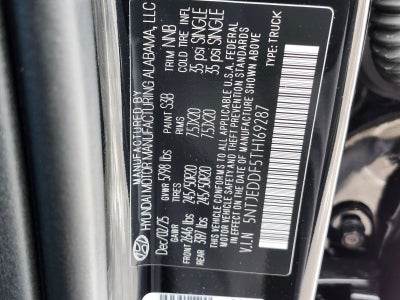 HYUNDAI MOTOR MANUFACTURING ALABAMA, LLC
Dec/02/25 PAINT S3B TRIM NNB
GAWR 5798 lbs TIRES RIMS COLD TIRE INFL
FRONT 2646 lbs 245/50R20 7.5JX20 35 psi SINGLE
REAR 3197 lbs 245/50R20 7.5JX20 35 psi SINGLE
THIS VEHICLE CONFORMS TO ALL APPLICABLE U.S.A. FEDERAL
MOTOR VEHICLE SAFETY AND THEFT PREVENTION STANDARDS
IN EFFECT ON THE DATE OF MANUFACTURE SHOWN ABOVE.
V.I.N 5NTJEDDF5TH169287
TYPE:TRUCK